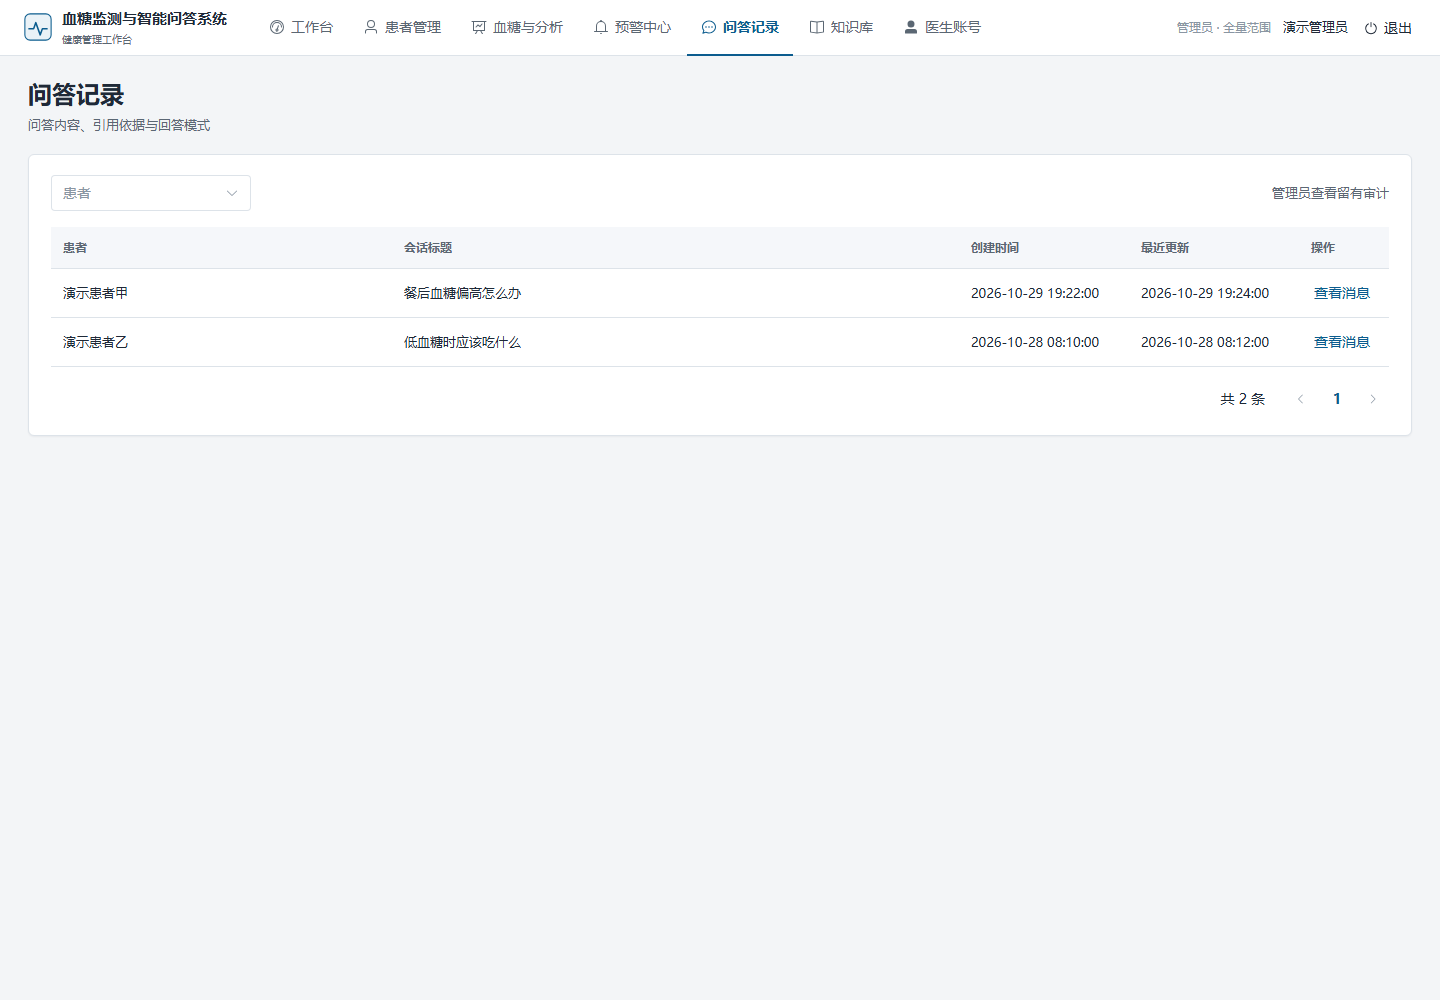 血糖监测与智能问答系统
健康管理工作台
工作台
患者管理
血糖与分析
预警中心
问答记录
知识库
医生账号
管理员 · 全量范围
演示管理员
退出
问答记录
问答内容、引用依据与回答模式
患者
管理员查看留有审计
患者 会话标题 创建时间 最近更新 操作
演示患者甲 餐后血糖偏高怎么办 2026-10-29 19:22:00 2026-10-29 19:24:00 查看消息
演示患者乙 低血糖时应该吃什么 2026-10-28 08:10:00 2026-10-28 08:12:00 查看消息
共 2 条 1